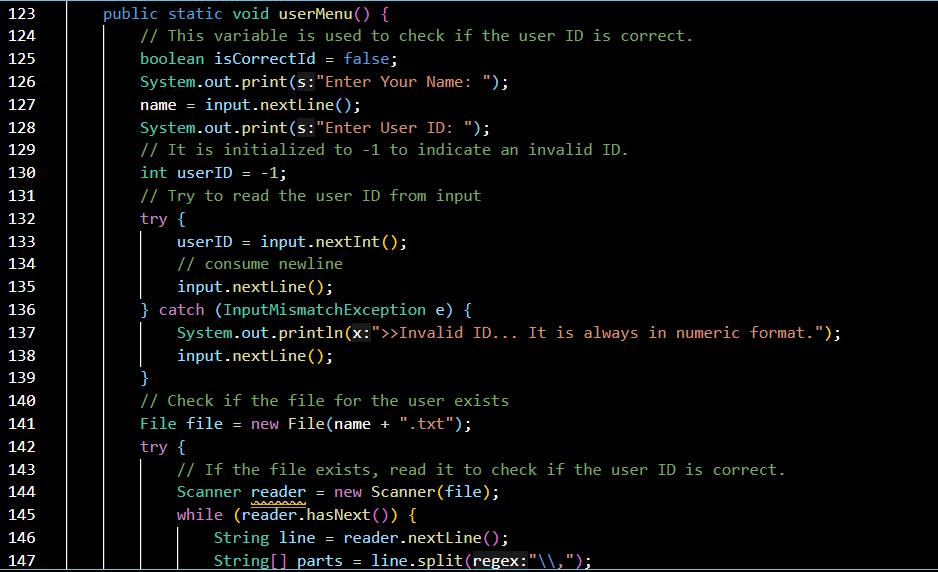 123 public static void userMenu() {
124 // This variable is used to check if the user ID is correct.
125 boolean isCorrectId = false;
126 System.out.print(s:"Enter Your Name: ");
127 name = input.nextLine();
128 System.out.print(s:"Enter User ID: ");
129 // It is initialized to -1 to indicate an invalid ID.
130 int userID = -1;
131 // Try to read the user ID from input
132 try {
133 userID = input.nextInt();
134 // consume newline
135 input.nextLine();
136 } catch (InputMismatchException e) {
137 System.out.println(x:">>Invalid ID... It is always in numeric format.");
138 input.nextLine();
139 }
140 // Check if the file for the user exists
141 File file = new File(name + ".txt");
142 try {
143 // If the file exists, read it to check if the user ID is correct.
144 Scanner reader = new Scanner(file);
145 while (reader.hasNext()) {
146 String line = reader.nextLine();
147 String[] parts = line.split(regex:"\\,");